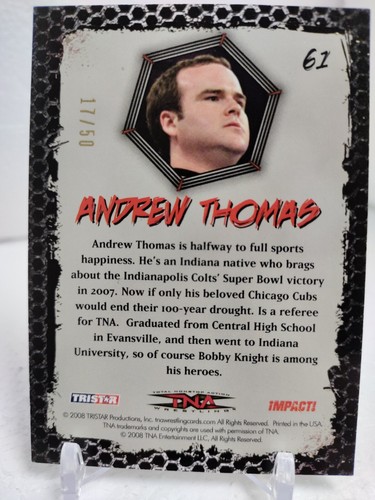 61
17/50
ANDREW THOMAS
Andrew Thomas is halfway to full sports
happiness. He's an Indiana native who brags
about the Indianapolis Colts' Super Bowl victory
in 2007. Now if only his beloved Chicago Cubs
would end their 100-year drought. Is a referee
for TNA. Graduated from Central High School
in Evansville, and then went to Indiana
University, so of course Bobby Knight is among
his heroes.
TRISTAR
TOTAL NONSTOP ACTION
TNA
WRESTLING
IMPACT!
© 2008 TRISTAR Productions, Inc. tnawrestlingcards.com All Rights Reserved. Printed in the USA.
TNA trademarks and copyrights are used with permission of TNA.
© 2008 TNA Entertainment LLC, All Rights Reserved.